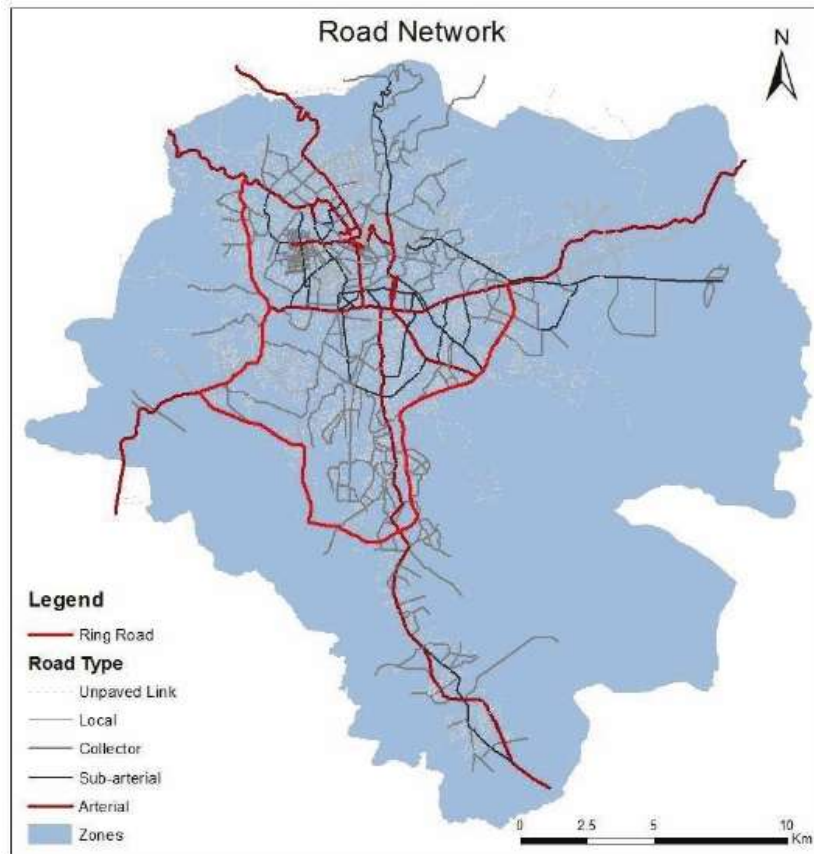 Road Network
N
Legend
Ring Road
Road Type
Unpaved Link
Local
Collector
Sub-arterial
Arterial
Zones
0 2.5 5 10
Km